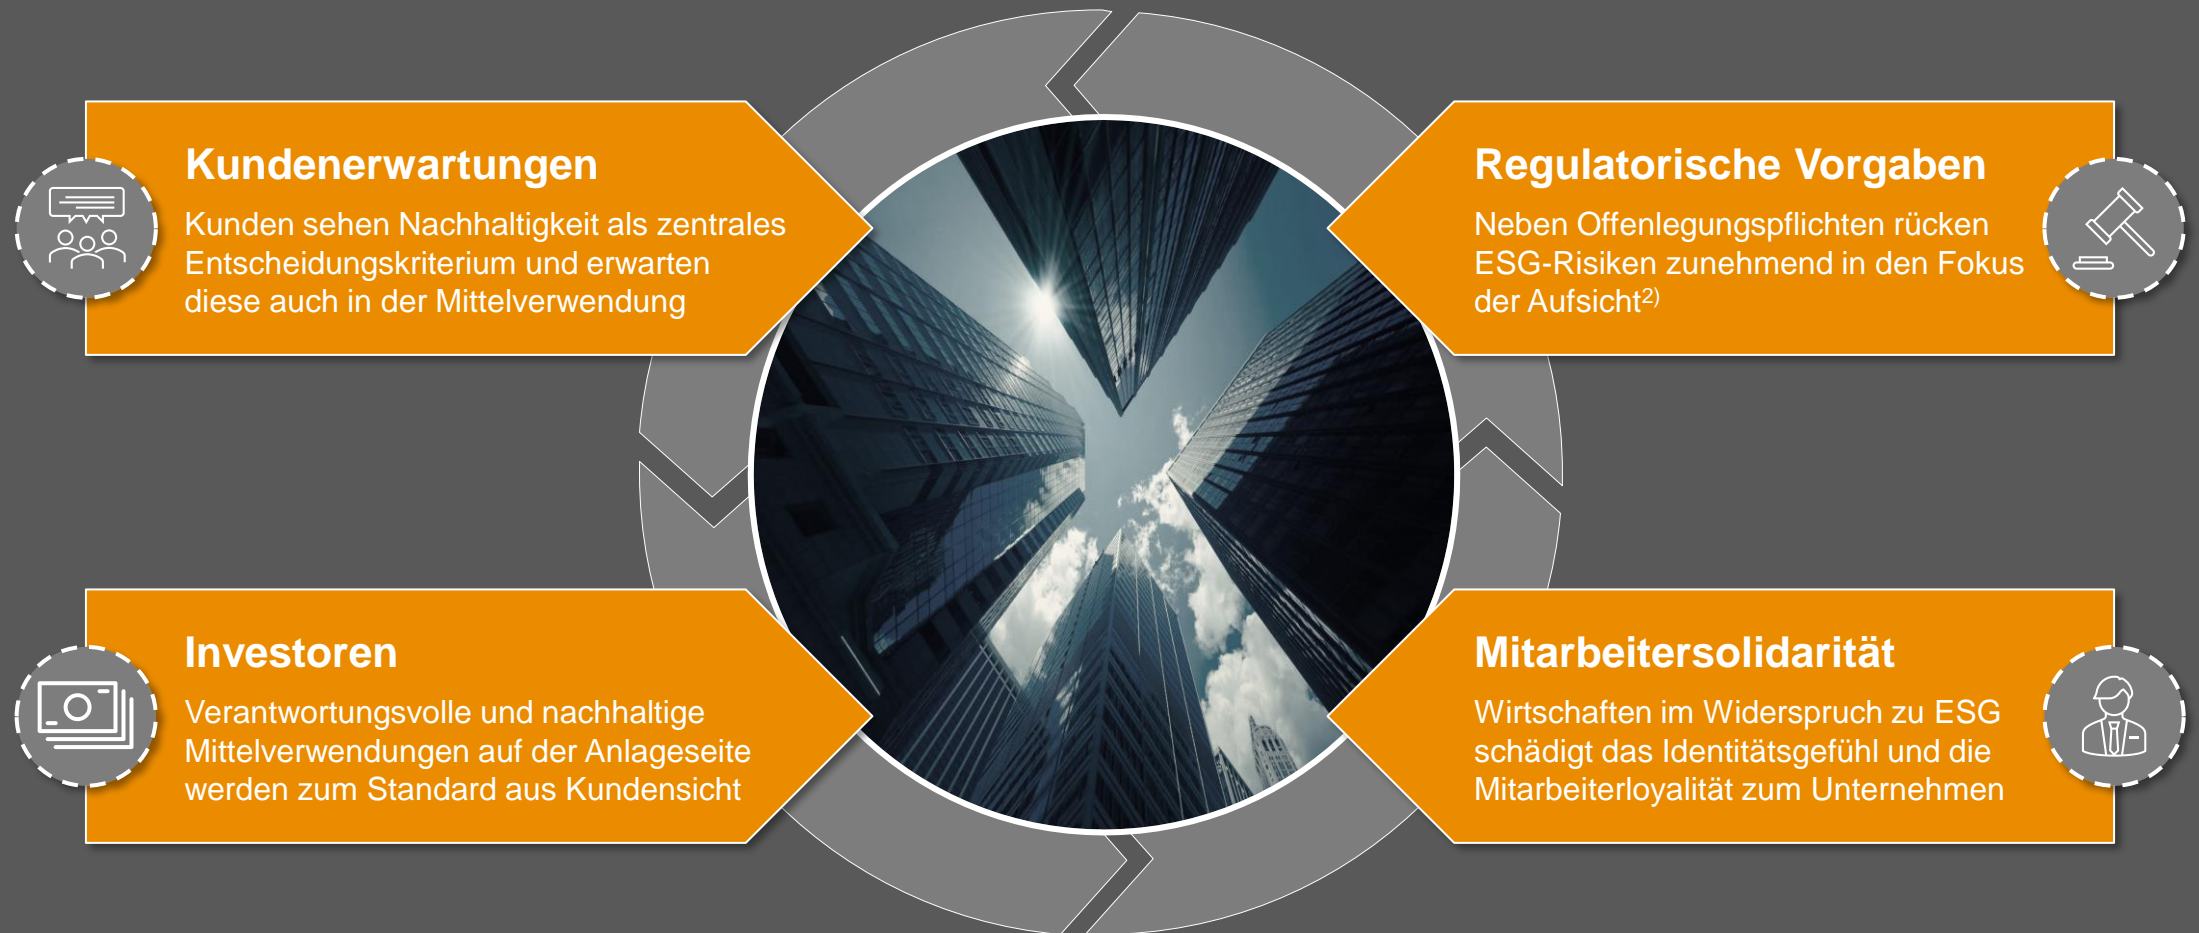 Kundenerwartungen
Kunden sehen Nachhaltigkeit als zentrales
Entscheidungskriterium und erwarten
diese auch in der Mittelverwendung
Regulatorische Vorgaben
Neben Offenlegungspflichten rücken
ESG-Risiken zunehmend in den Fokus
der Aufsicht²⁾
Investoren
Verantwortungsvolle und nachhaltige
Mittelverwendungen auf der Anlageseite
werden zum Standard aus Kundensicht
Mitarbeitersolidarität
Wirtschaften im Widerspruch zu ESG
schädigt das Identitätsgefühl und die
Mitarbeiterloyalität zum Unternehmen